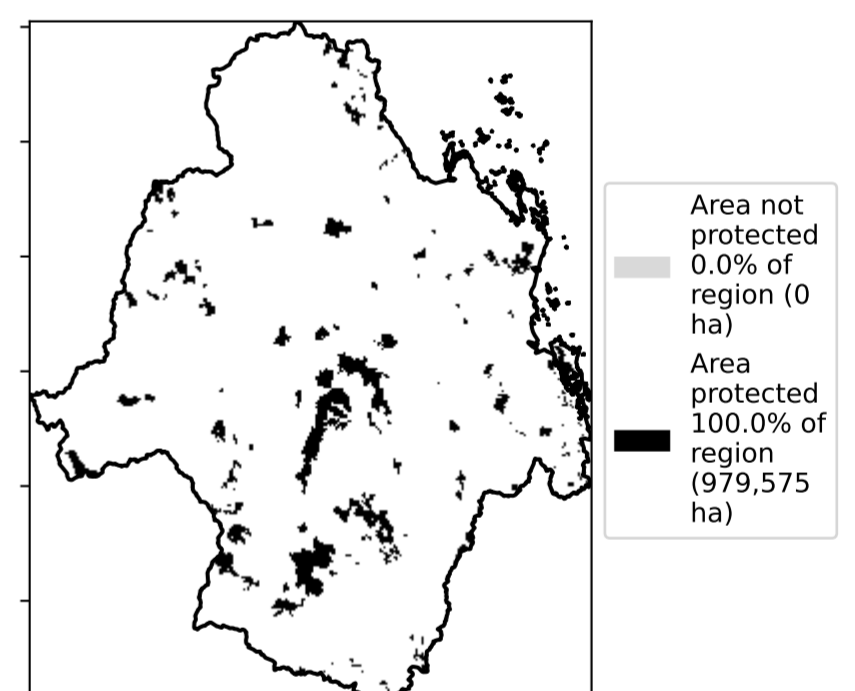 Area not
protected
0.0% of
region (0
ha)
Area
protected
100.0% of
region
(979,575
ha)